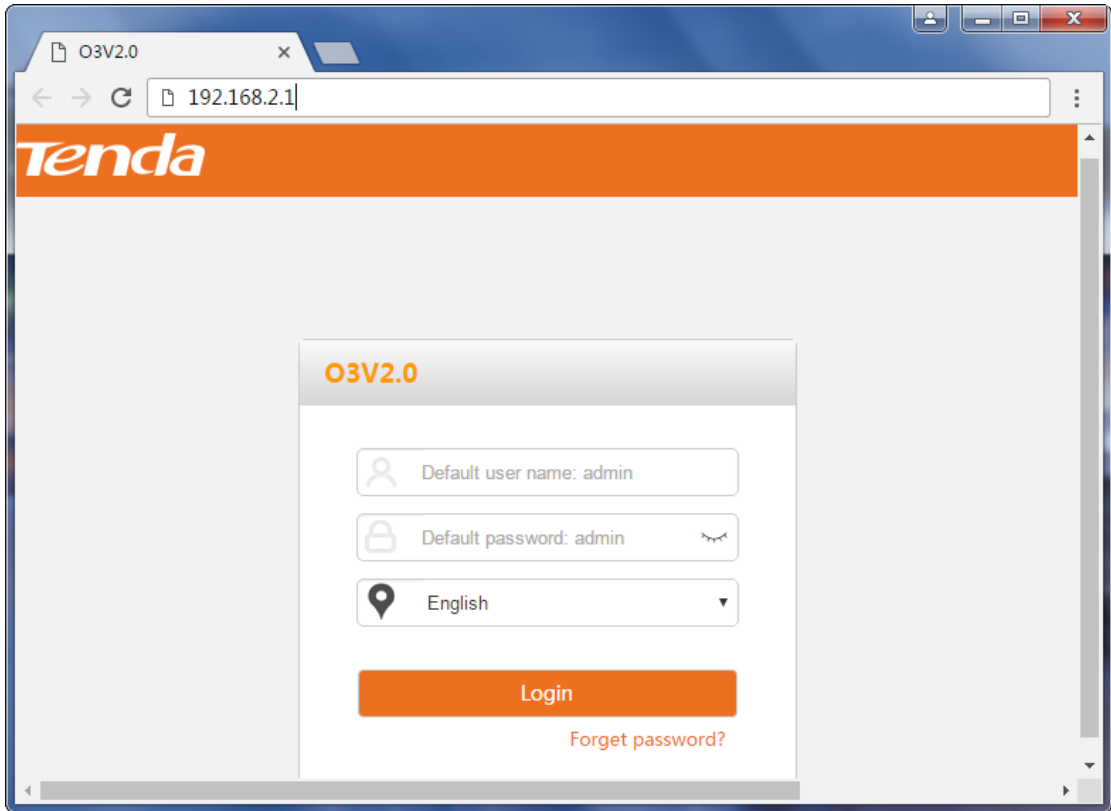 O3V2.0
192.168.2.1
Tenda
O3V2.0
Default user name: admin
Default password: admin
English
Login
Forget password?